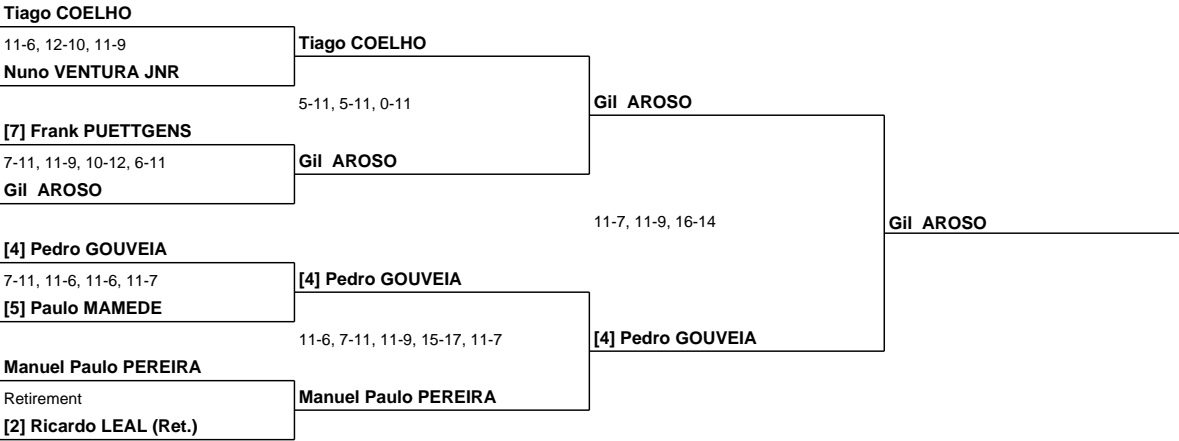 Tiago COELHO
11-6, 12-10, 11-9
Nuno VENTURA JNR
[7] Frank PUETTGENS
7-11, 11-9, 10-12, 6-11
Gil AROSO
[4] Pedro GOUVEIA
7-11, 11-6, 11-6, 11-7
[5] Paulo MAMEDE
Manuel Paulo PEREIRA
Retirement
[2] Ricardo LEAL (Ret.)
Tiago COELHO
5-11, 5-11, 0-11
Gil AROSO
[4] Pedro GOUVEIA
11-6, 7-11, 11-9, 15-17, 11-7
Manuel Paulo PEREIRA
Gil AROSO
11-7, 11-9, 16-14
[4] Pedro GOUVEIA
Gil AROSO